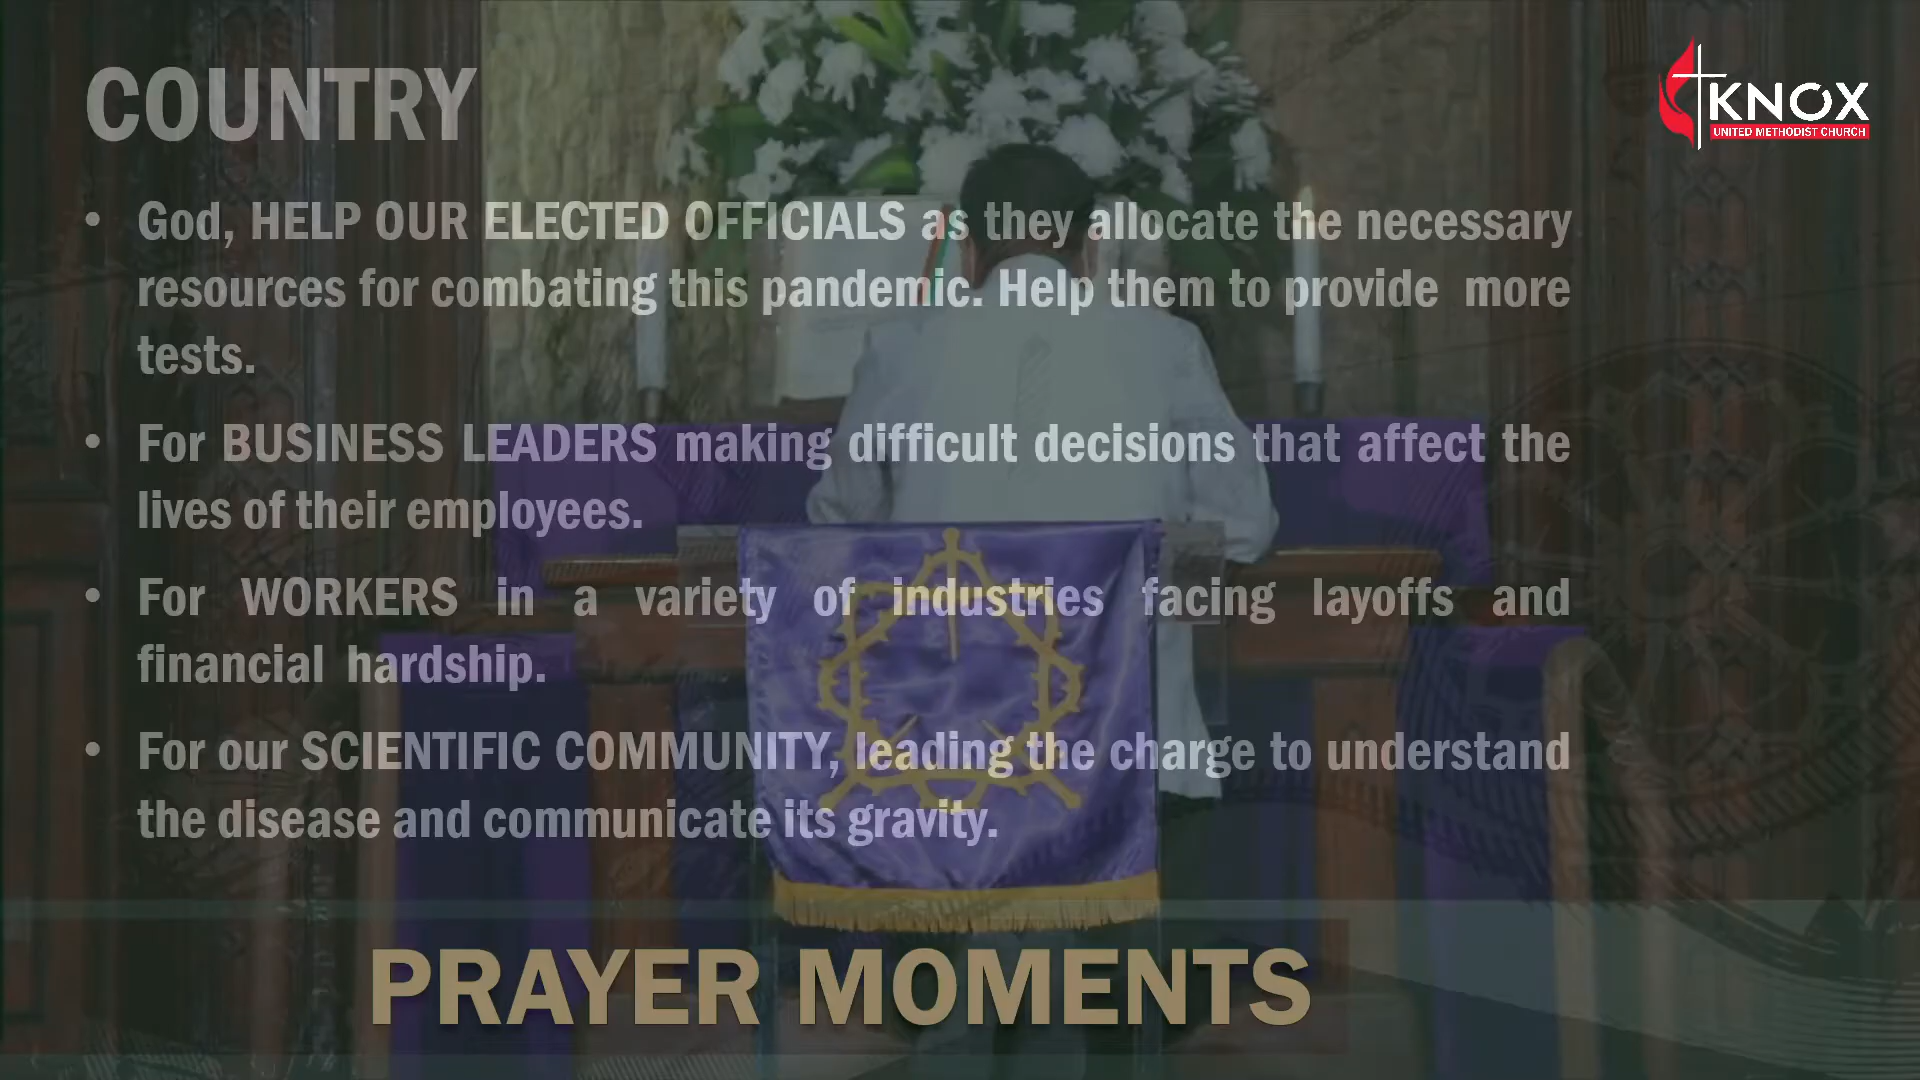 COUNTRY
KNOX
UNITED METHODIST CHURCH
• God, HELP OUR ELECTED OFFICIALS as they allocate the necessary
resources for combating this pandemic. Help them to provide more
tests.
• For BUSINESS LEADERS making difficult decisions that affect the
lives of their employees.
• For WORKERS in a variety of industries facing layoffs and
financial hardship.
• For our SCIENTIFIC COMMUNITY, leading the charge to understand
the disease and communicate its gravity.
PRAYER MOMENTS